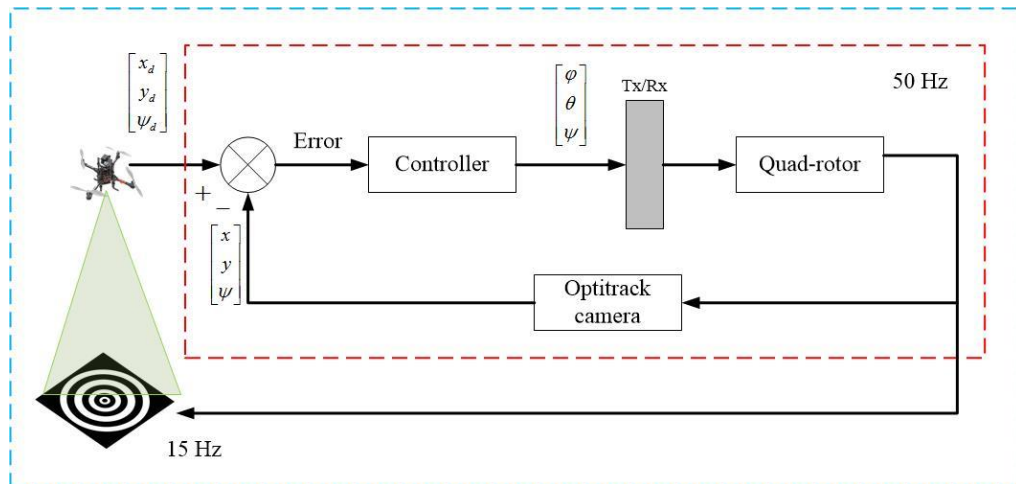 x_d
y_d
ψ_d
Error
Controller
φ
θ
ψ
Tx/Rx
50 Hz
Quad-rotor
+
−
x
y
ψ
Optitrack
camera
15 Hz